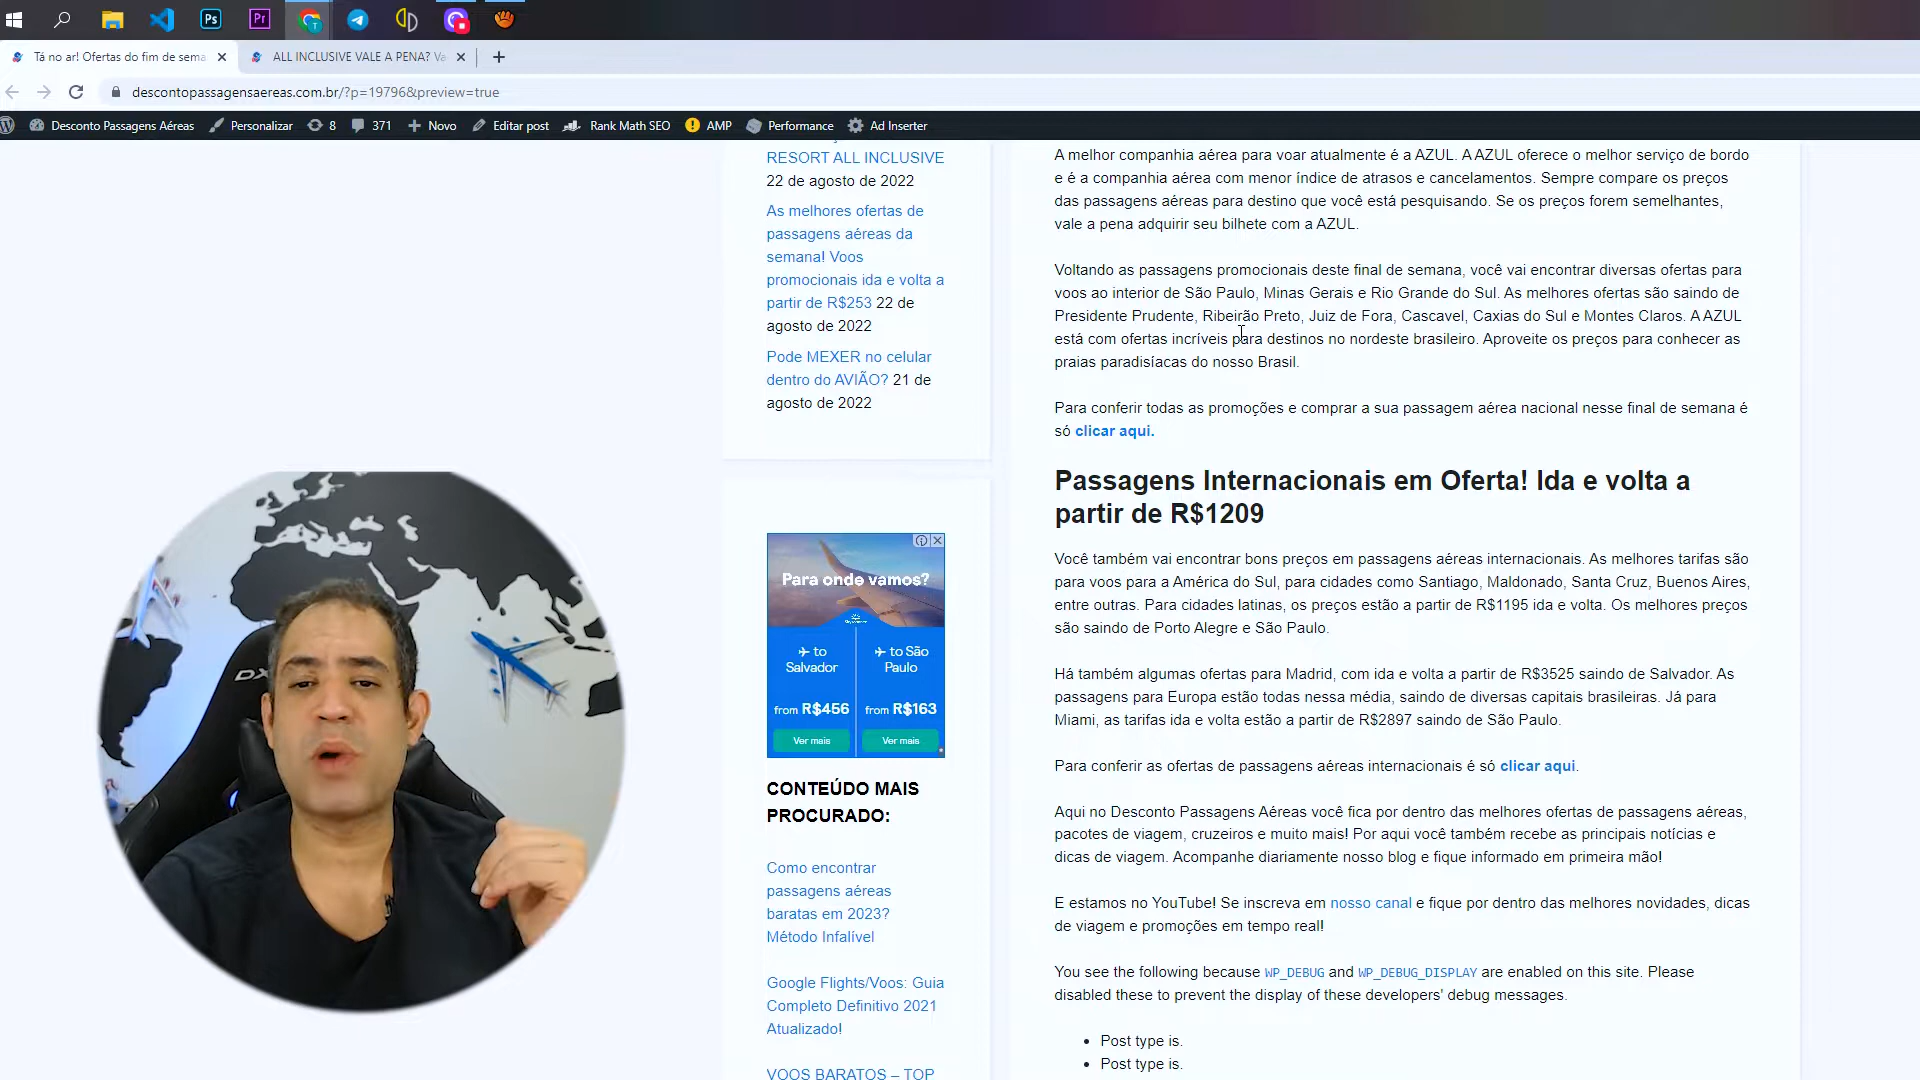 Ps
Pr
Tá no ar! Ofertas do fim de sema
ALL INCLUSIVE VALE A PENA? Va
descontopassagensaereas.com.br/?p=19796&preview=true
Desconto Passagens Aéreas
Personalizar
8
371
Novo
Editar post
Rank Math SEO
AMP
Performance
Ad Inserter
RESORT ALL INCLUSIVE
22 de agosto de 2022
As melhores ofertas de
passagens aéreas da
semana! Voos
promocionais ida e volta a
partir de R$253 22 de
agosto de 2022
Pode MEXER no celular
dentro do AVIÃO? 21 de
agosto de 2022
Para onde vamos?
to
Salvador
from R$456
Ver mais
to São
Paulo
from R$163
Ver mais
CONTEÚDO MAIS
PROCURADO:
Como encontrar
passagens aéreas
baratas em 2023?
Método Infalível
Google Flights/Voos: Guia
Completo Definitivo 2021
Atualizado!
VOOS BARATOS – TOP
A melhor companhia aérea para voar atualmente é a AZUL. A AZUL oferece o melhor serviço de bordo
e é a companhia aérea com menor índice de atrasos e cancelamentos. Sempre compare os preços
das passagens aéreas para destino que você está pesquisando. Se os preços forem semelhantes,
vale a pena adquirir seu bilhete com a AZUL.
Voltando as passagens promocionais deste final de semana, você vai encontrar diversas ofertas para
voos ao interior de São Paulo, Minas Gerais e Rio Grande do Sul. As melhores ofertas são saindo de
Presidente Prudente, Ribeirão Preto, Juiz de Fora, Cascavel, Caxias do Sul e Montes Claros. A AZUL
está com ofertas incríveis para destinos no nordeste brasileiro. Aproveite os preços para conhecer as
praias paradisíacas do nosso Brasil.
Para conferir todas as promoções e comprar a sua passagem aérea nacional nesse final de semana é
só clicar aqui.
Passagens Internacionais em Oferta! Ida e volta a
partir de R$1209
Você também vai encontrar bons preços em passagens aéreas internacionais. As melhores tarifas são
para voos para a América do Sul, para cidades como Santiago, Maldonado, Santa Cruz, Buenos Aires,
entre outras. Para cidades latinas, os preços estão a partir de R$1195 ida e volta. Os melhores preços
são saindo de Porto Alegre e São Paulo.
Há também algumas ofertas para Madrid, com ida e volta a partir de R$3525 saindo de Salvador. As
passagens para Europa estão todas nessa média, saindo de diversas capitais brasileiras. Já para
Miami, as tarifas ida e volta estão a partir de R$2897 saindo de São Paulo.
Para conferir as ofertas de passagens aéreas internacionais é só clicar aqui.
Aqui no Desconto Passagens Aéreas você fica por dentro das melhores ofertas de passagens aéreas,
pacotes de viagem, cruzeiros e muito mais! Por aqui você também recebe as principais notícias e
dicas de viagem. Acompanhe diariamente nosso blog e fique informado em primeira mão!
E estamos no YouTube! Se inscreva em nosso canal e fique por dentro das melhores novidades, dicas
de viagem e promoções em tempo real!
You see the following because WP_DEBUG and WP_DEBUG_DISPLAY are enabled on this site. Please
disabled these to prevent the display of these developers' debug messages.
• Post type is.
• Post type is.